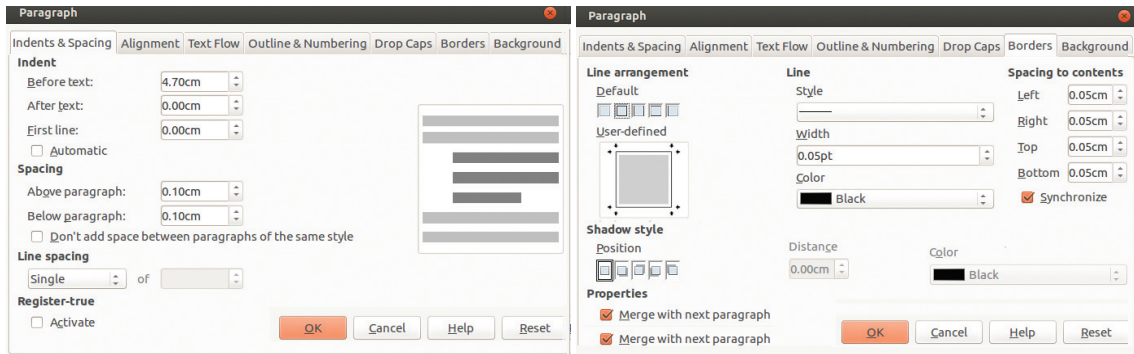 Paragraph
Indents & Spacing Alignment Text Flow Outline & Numbering Drop Caps Borders Background
Indent
Before text: 4.70cm
After text: 0.00cm
First line: 0.00cm
Automatic
Spacing
Above paragraph: 0.10cm
Below paragraph: 0.10cm
Don't add space between paragraphs of the same style
Line spacing
Single of
Register-true
Activate
OK Cancel Help Reset
Paragraph
Indents & Spacing Alignment Text Flow Outline & Numbering Drop Caps Borders Background
Line arrangement
Default
User-defined
Line
Style
Width
0.05pt
Color
Black
Spacing to contents
Left 0.05cm
Right 0.05cm
Top 0.05cm
Bottom 0.05cm
Synchronize
Shadow style
Position
Distance
0.00cm
Color
Black
Properties
Merge with next paragraph
Merge with next paragraph
OK Cancel Help Reset